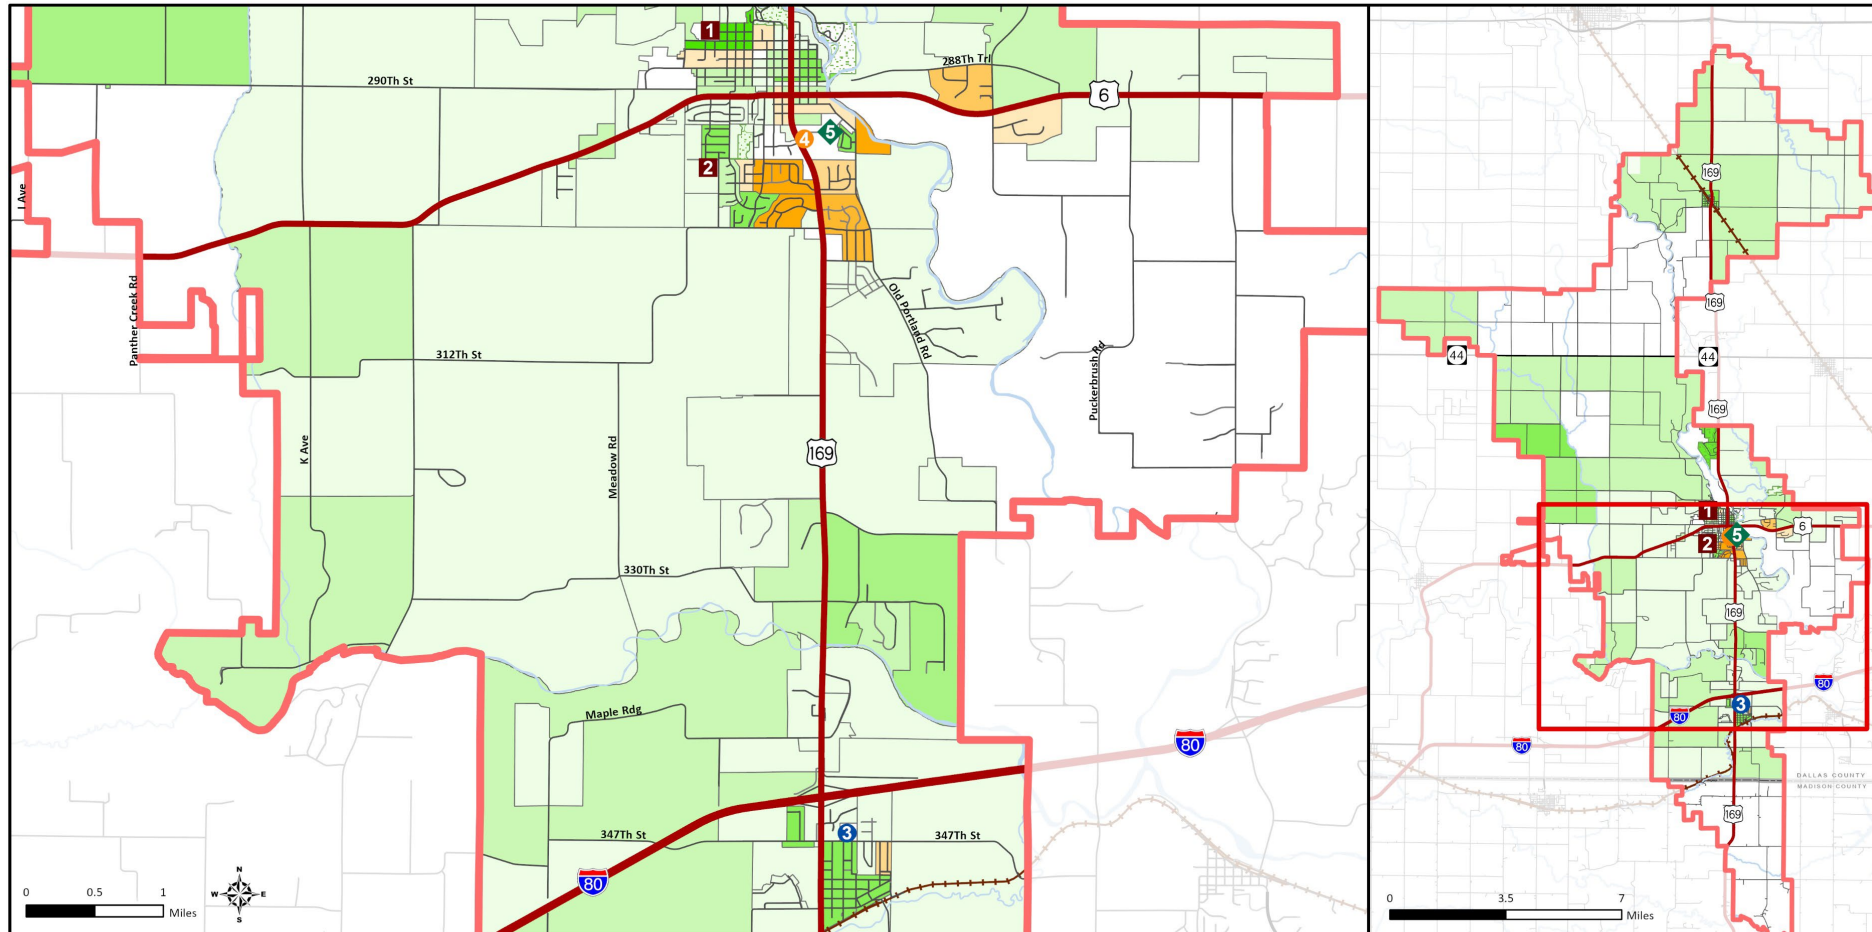 1
288Th Trl
290Th St
6
5
4
2
I Ave
Panther Creek Rd
Old Portland Rd
312Th St
Puckerbrush Rd
K Ave
Meadow Rd
169
330Th St
Maple Rdg
80
347Th St
3
347Th St
80
0 0.5 1
Miles
N
W E
S
169
169
44
44
169
1
6
5
2
169
80
3
80
80
DALLAS COUNTY
MADISON COUNTY
169
0 3.5 7
Miles